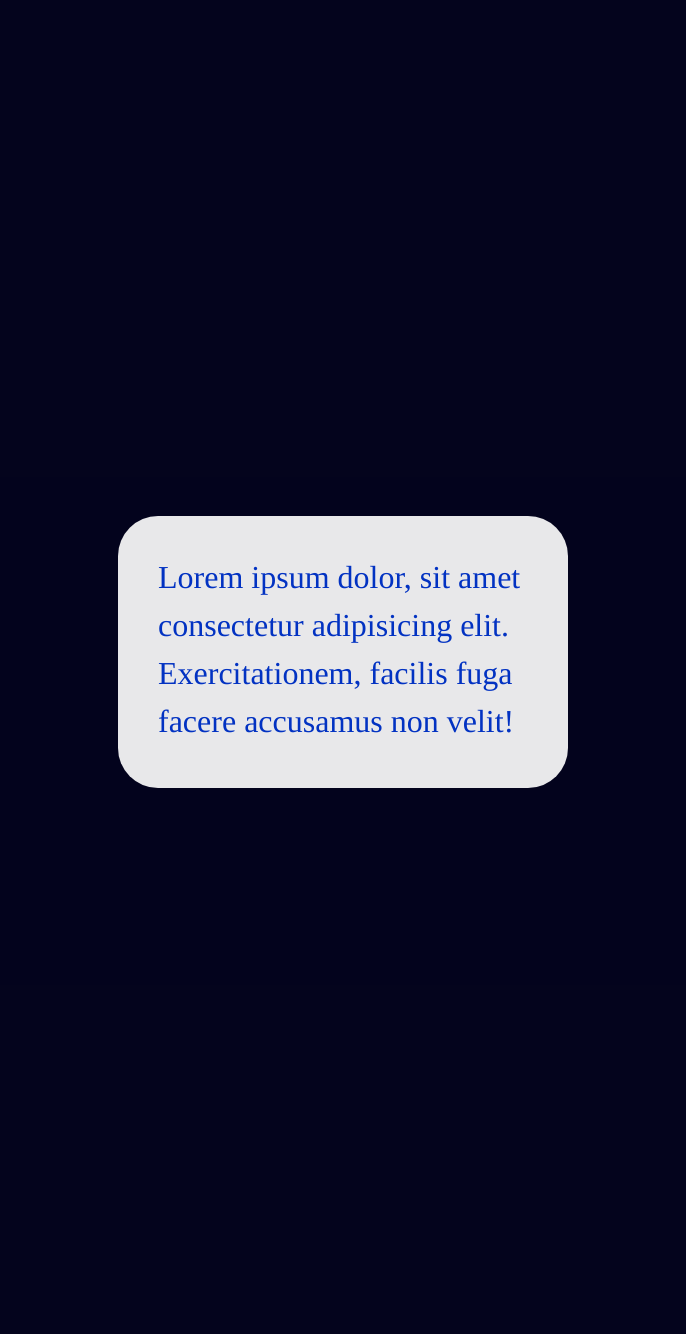 Lorem ipsum dolor, sit amet
consectetur adipisicing elit.
Exercitationem, facilis fuga
facere accusamus non velit!